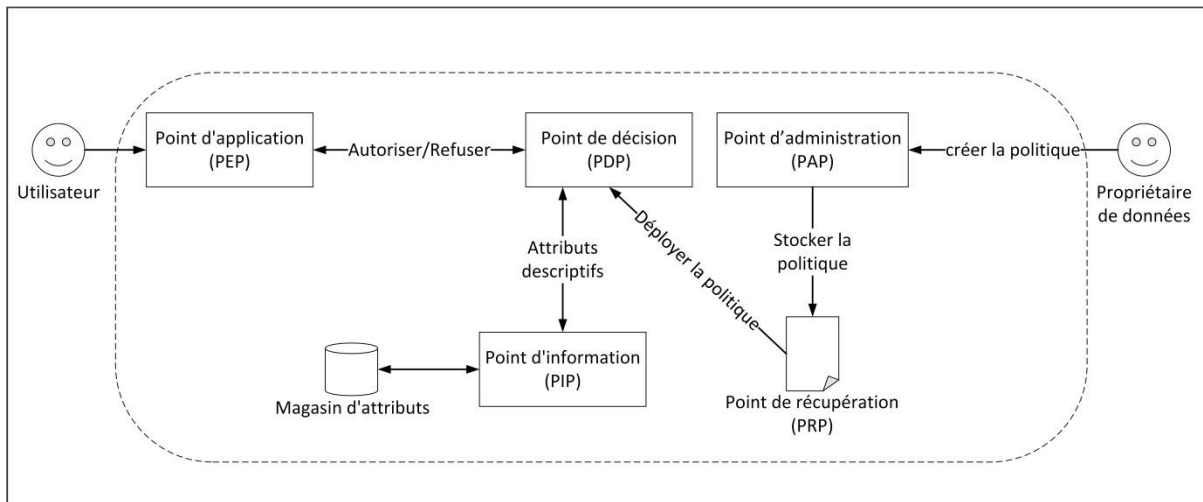 Point d'application
(PEP)
Autoriser/Refuser
Point de décision
(PDP)
Point d’administration
(PAP)
créer la politique
Utilisateur
Propriétaire
de données
Attributs
descriptifs
Déployer la politique
Stocker la
politique
Point d'information
(PIP)
Magasin d'attributs
Point de récupération
(PRP)